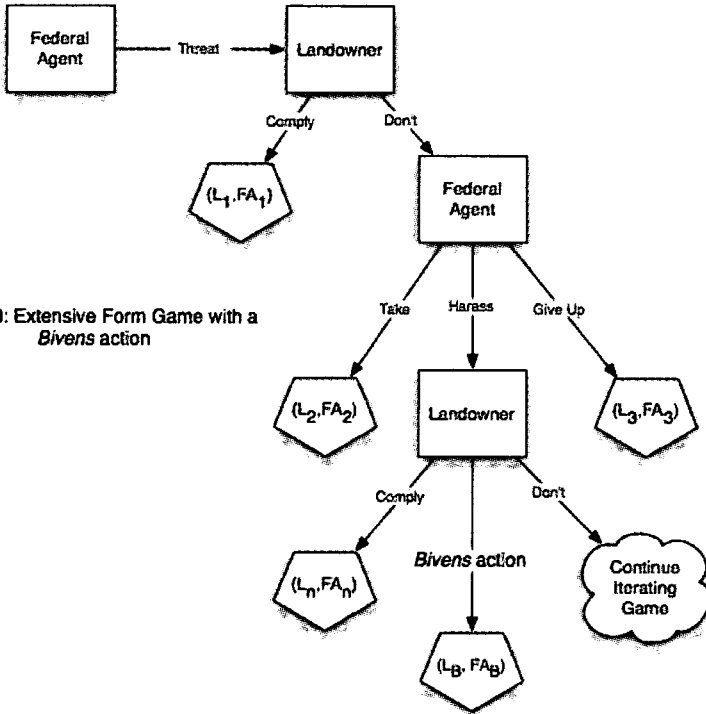 Federal
Agent
Threat
Landowner
Comply
Don't
(L1,FA1)
Federal
Agent
: Extensive Form Game with a
Bivens action
Take
Harass
Give Up
(L2,FA2)
Landowner
(L3,FA3)
Comply
Bivens action
Don't
(Ln,FAn)
Continue
Iterating
Game
(LB, FAB)